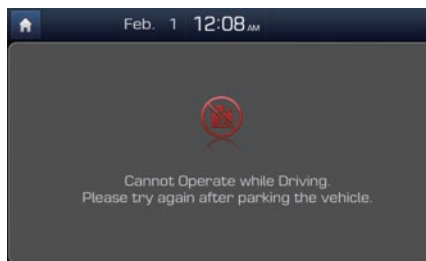 Feb. 1 12:08 AM
Cannot Operate while Driving.
Please try again after parking the vehicle.